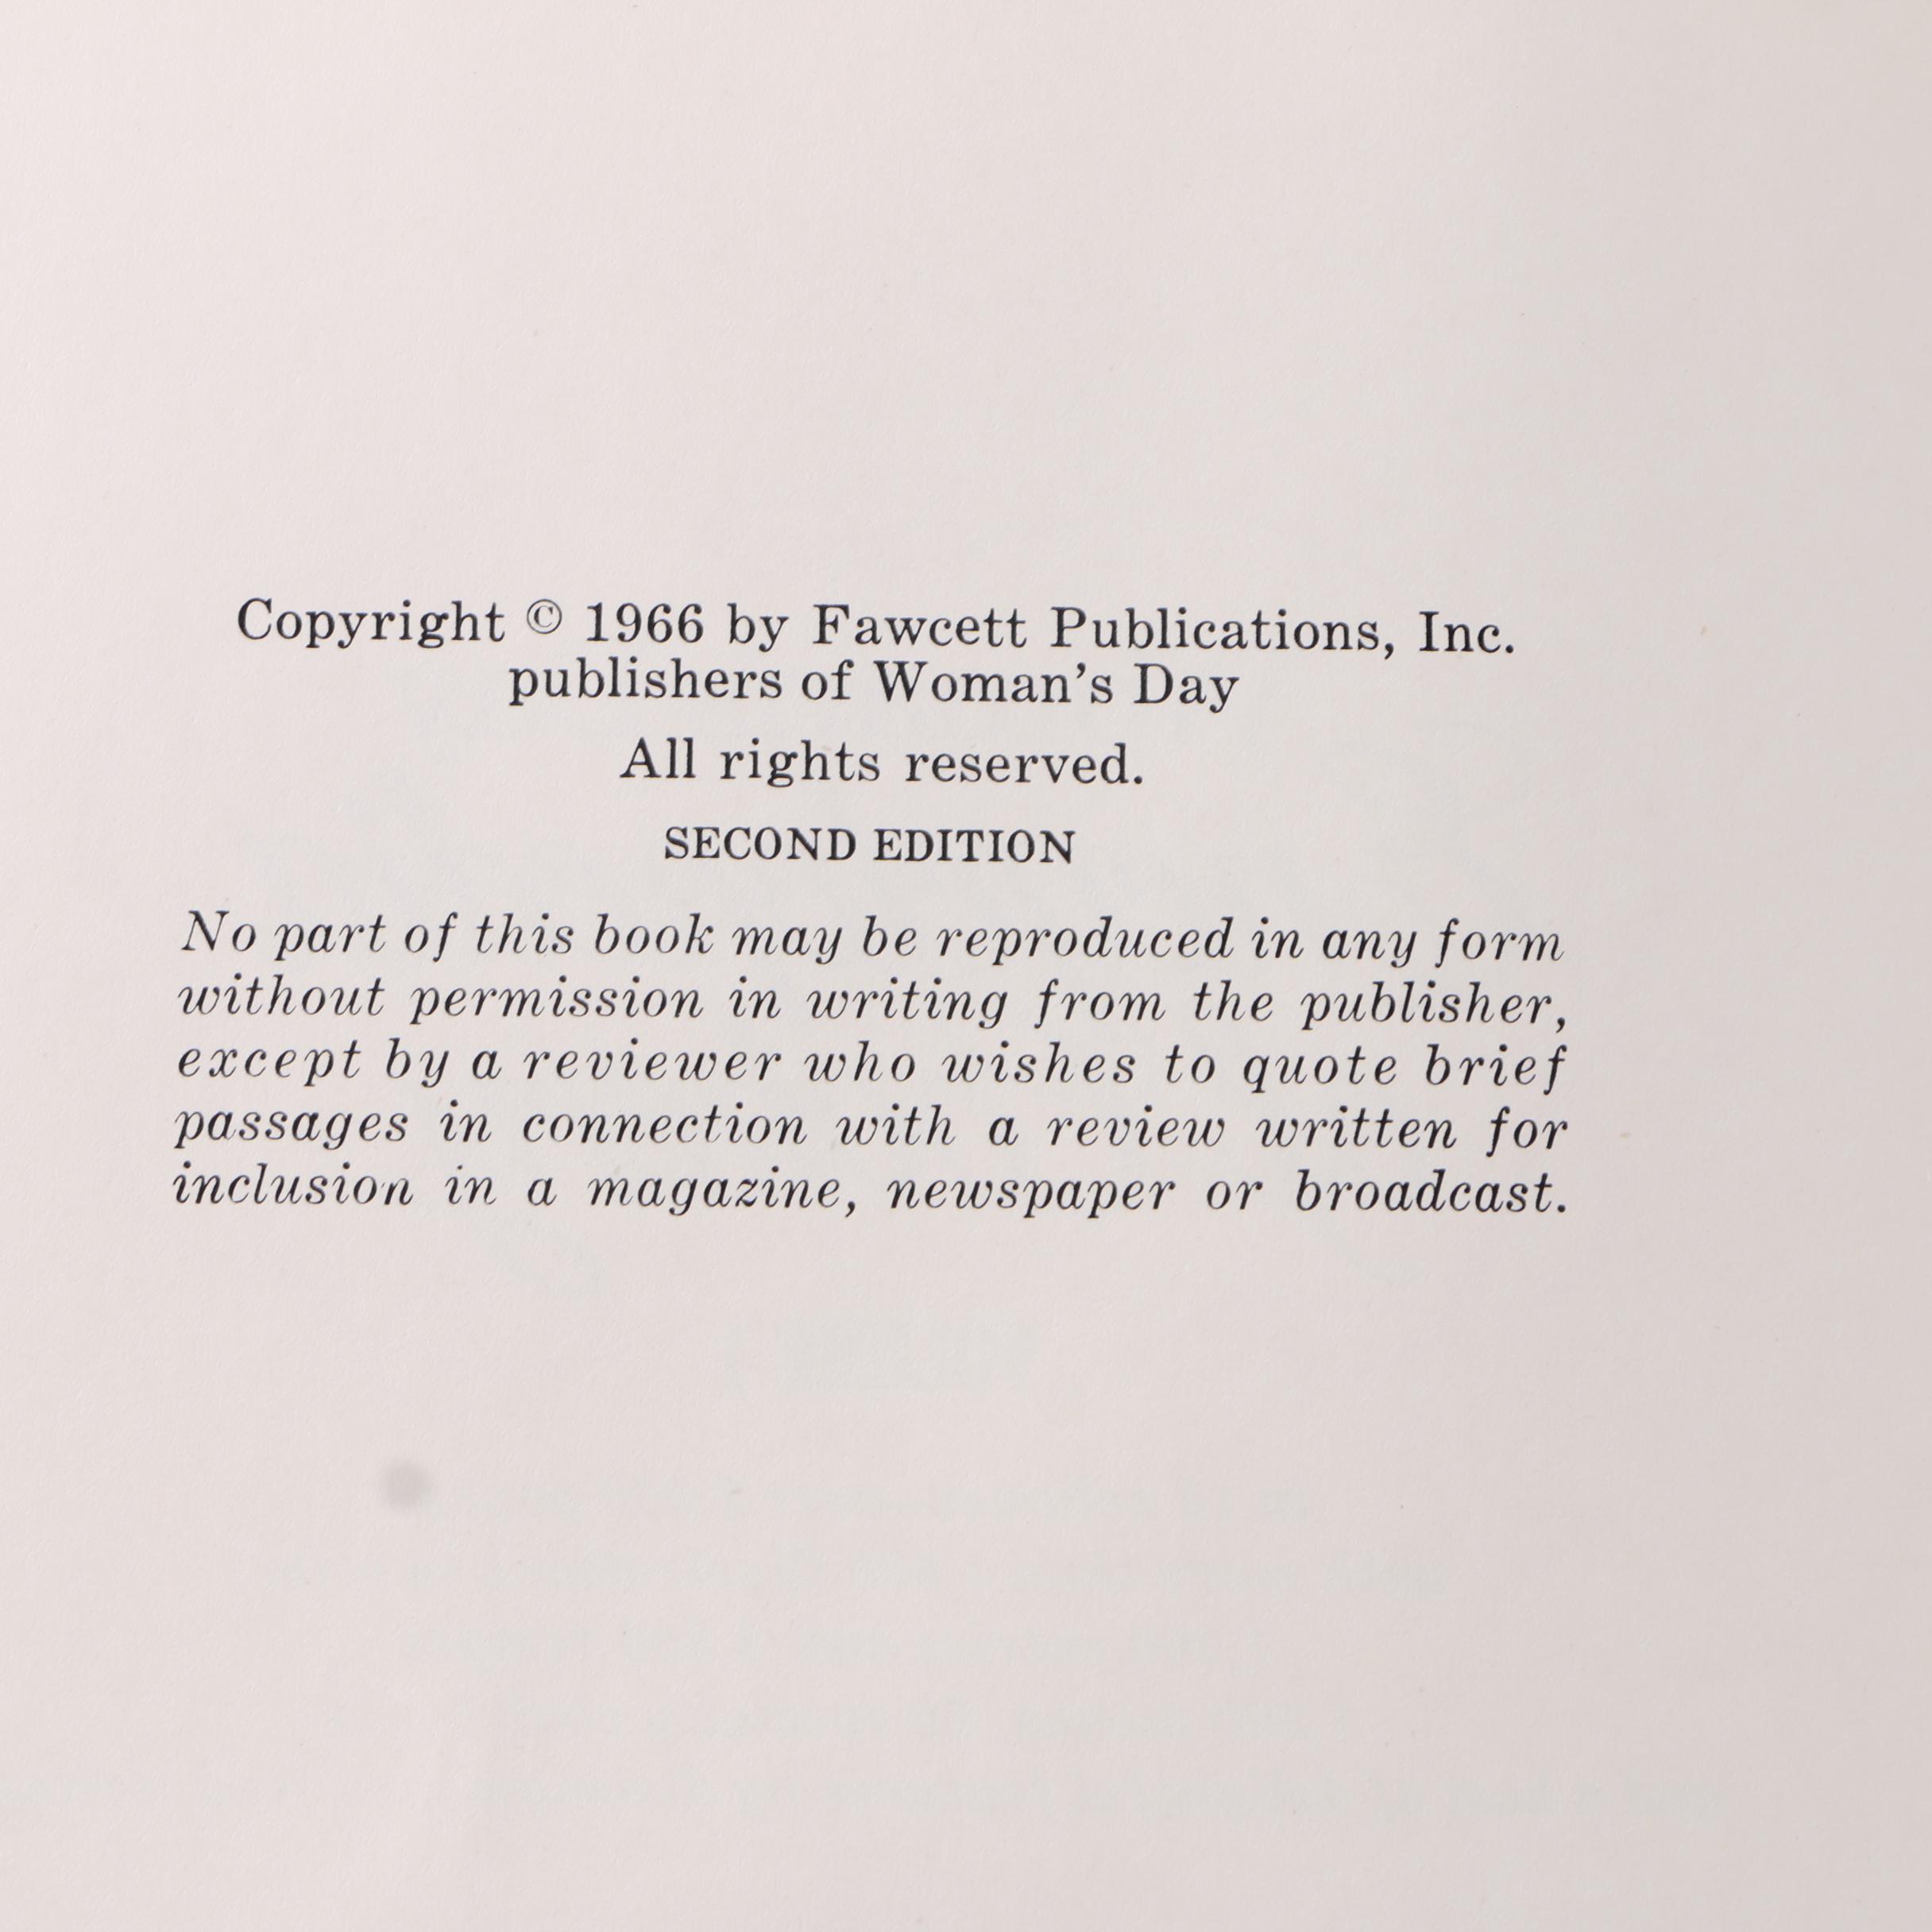 Copyright © 1966 by Fawcett Publications, Inc.
publishers of Woman's Day
All rights reserved.
SECOND EDITION
No part of this book may be reproduced in any form
without permission in writing from the publisher,
except by a reviewer who wishes to quote brief
passages in connection with a review written for
inclusion in a magazine, newspaper or broadcast.